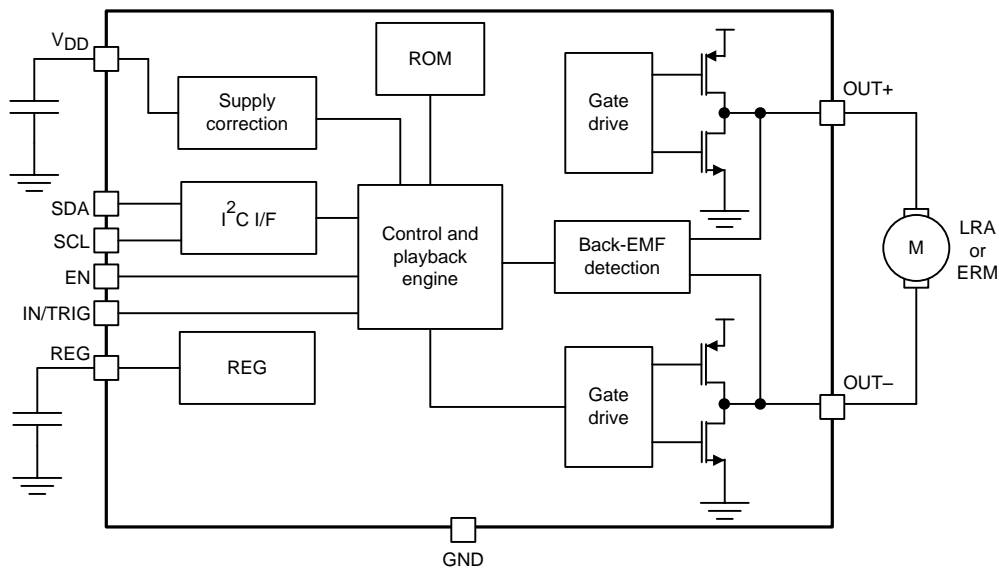 VDD
ROM
Supply
correction
Gate
drive
OUT+
SDA
I2C I/F
SCL
Control and
playback
engine
Back-EMF
detection
M
LRA
or
ERM
EN
IN/TRIG
REG
REG
Gate
drive
OUT–
GND